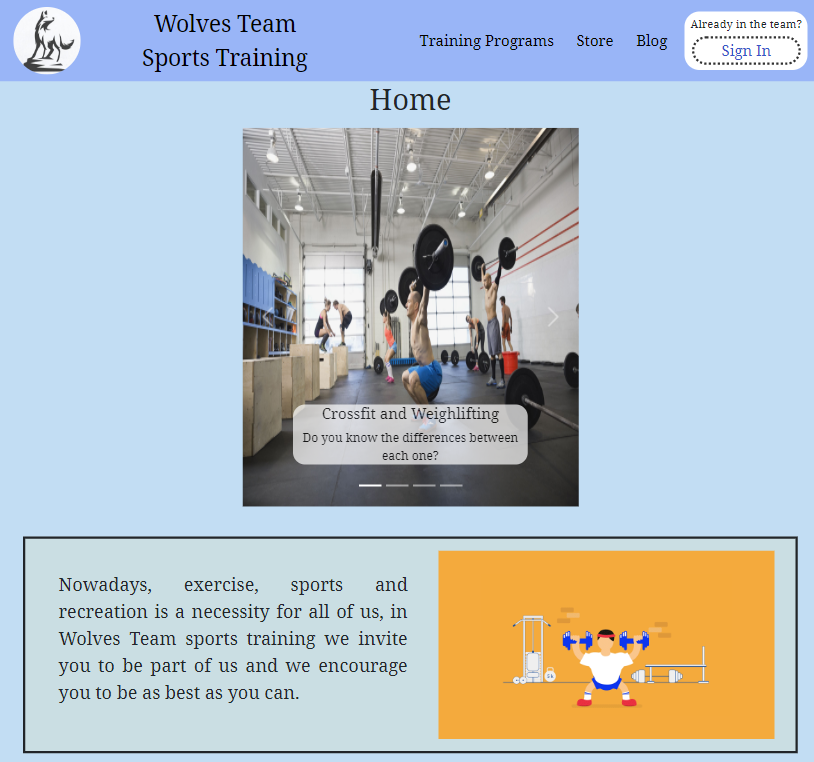 Wolves Team
Sports Training
Training Programs
Store
Blog
Already in the team?
Sign In
Home
Crossfit and Weighlifting
Do you know the differences between
each one?
Nowadays, exercise, sports and
recreation is a necessity for all of us, in
Wolves Team sports training we invite
you to be part of us and we encourage
you to be as best as you can.